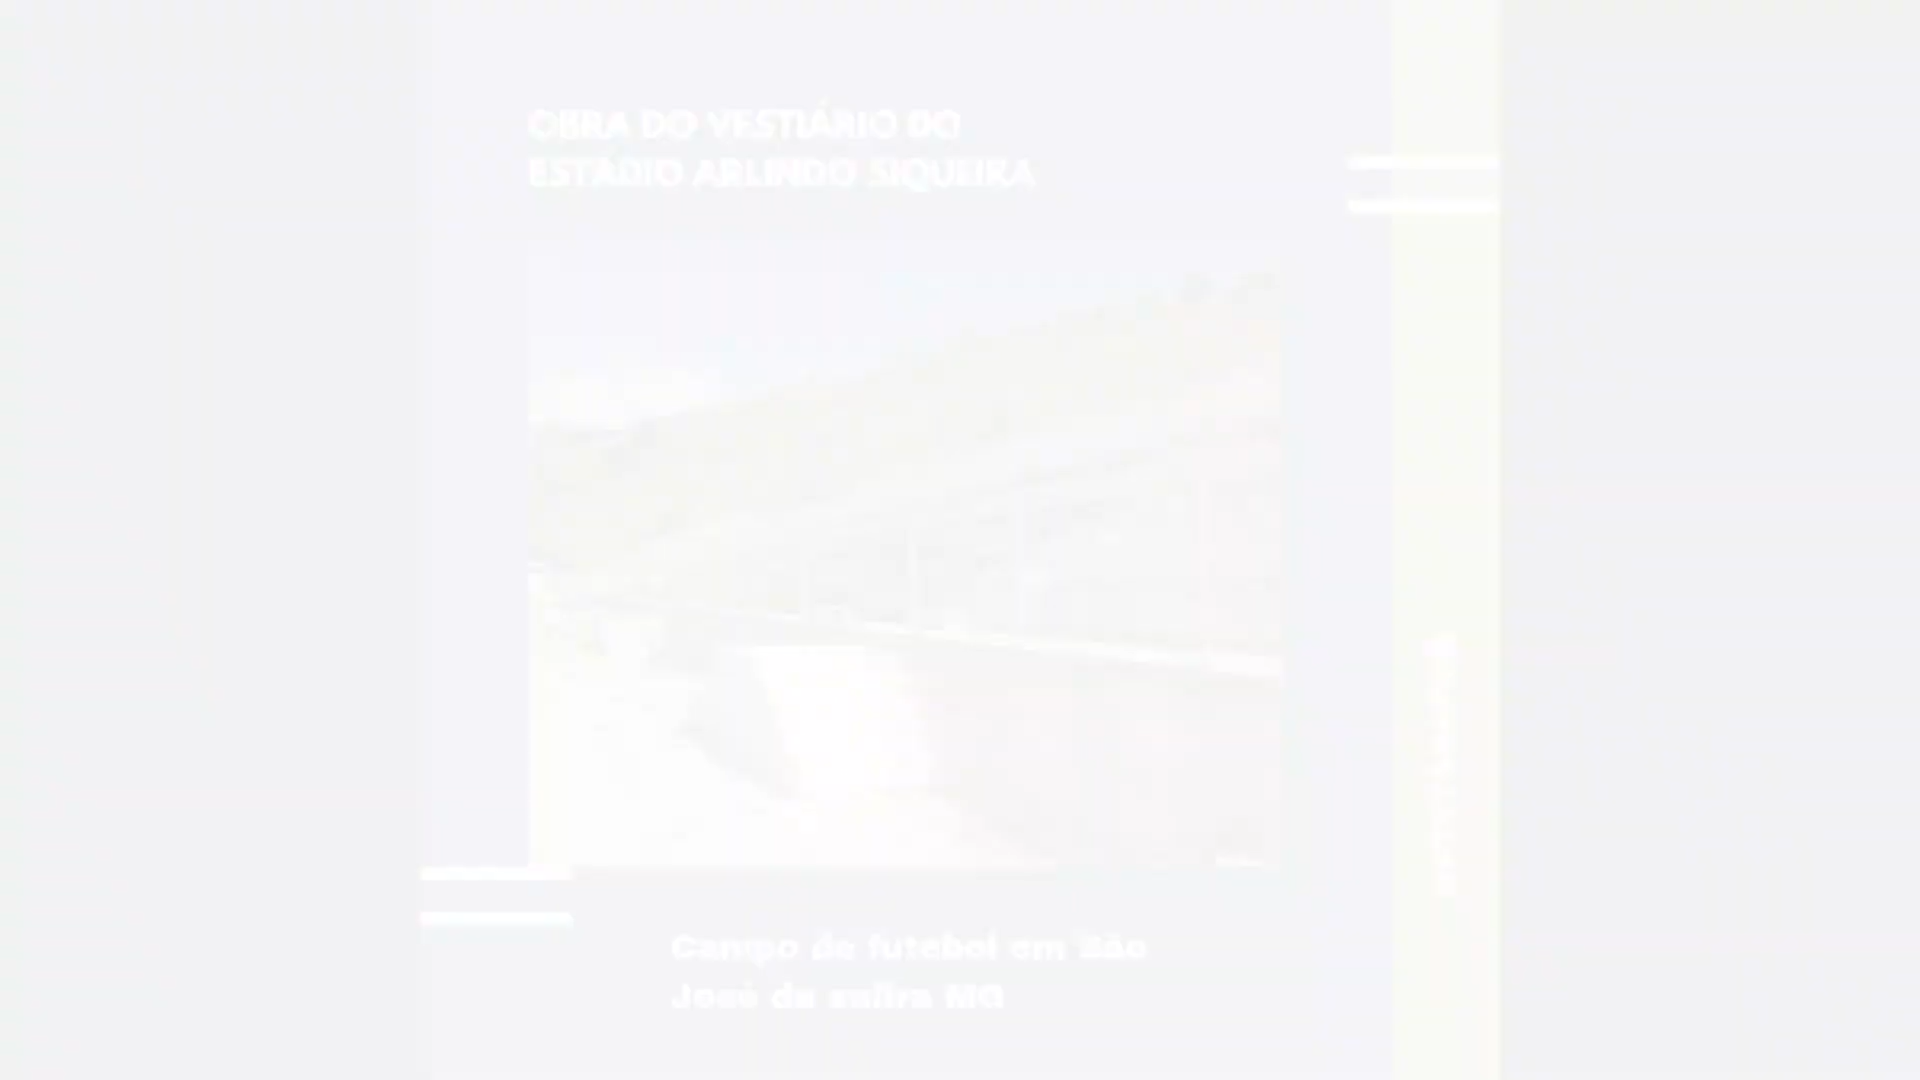 OBRA DO VESTIÁRIO DO
ESTÁDIO ARLINDO SIQUEIRA
Campo de futebol em São
José da safira MG